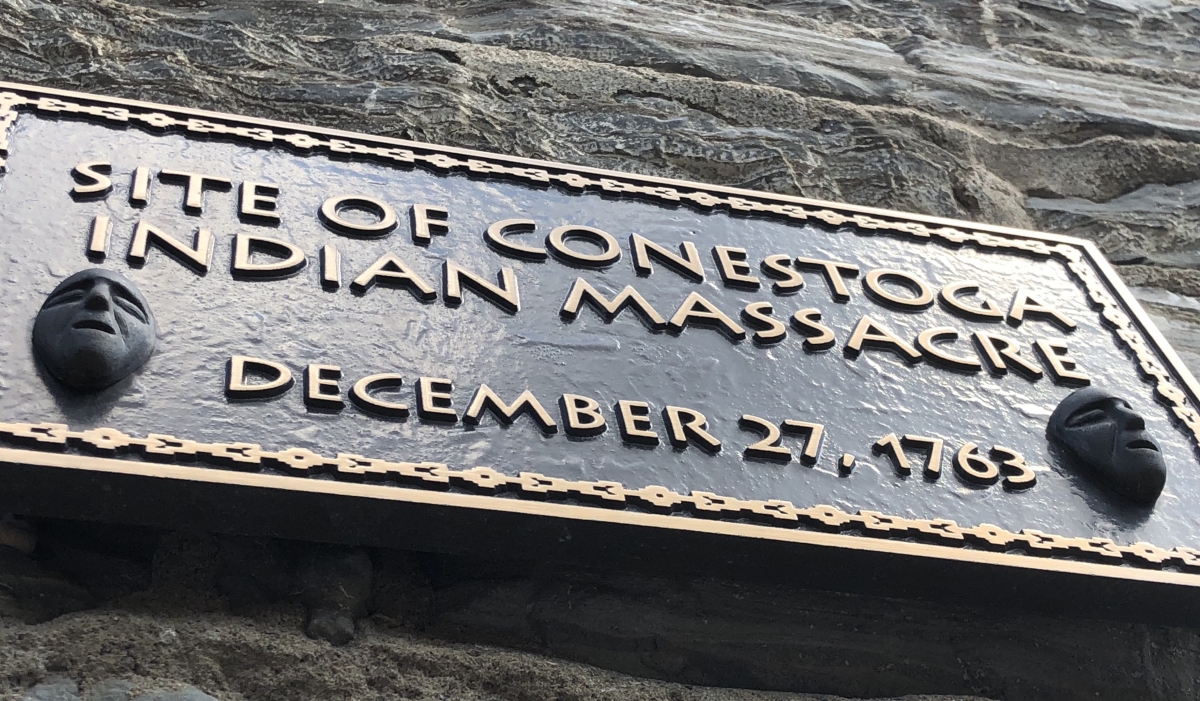 SITE OF CONESTOGA
INDIAN MASSACRE
DECEMBER 27, 1763